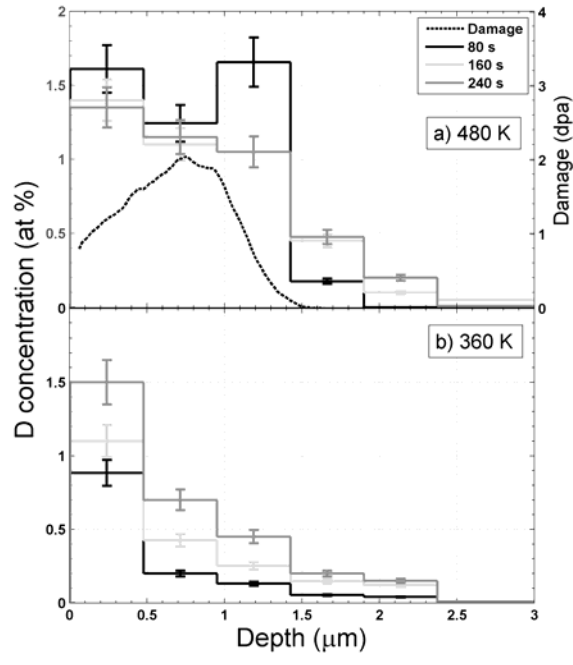 2
4
Damage
80 s
160 s
240 s
1.5
3
a) 480 K
1
2
0.5
1
0
0
D concentration (at %)
Damage (dpa)
b) 360 K
1.5
1
0.5
0
0 0.5 1.0 1.5 2.0 2.5 3
Depth (μm)